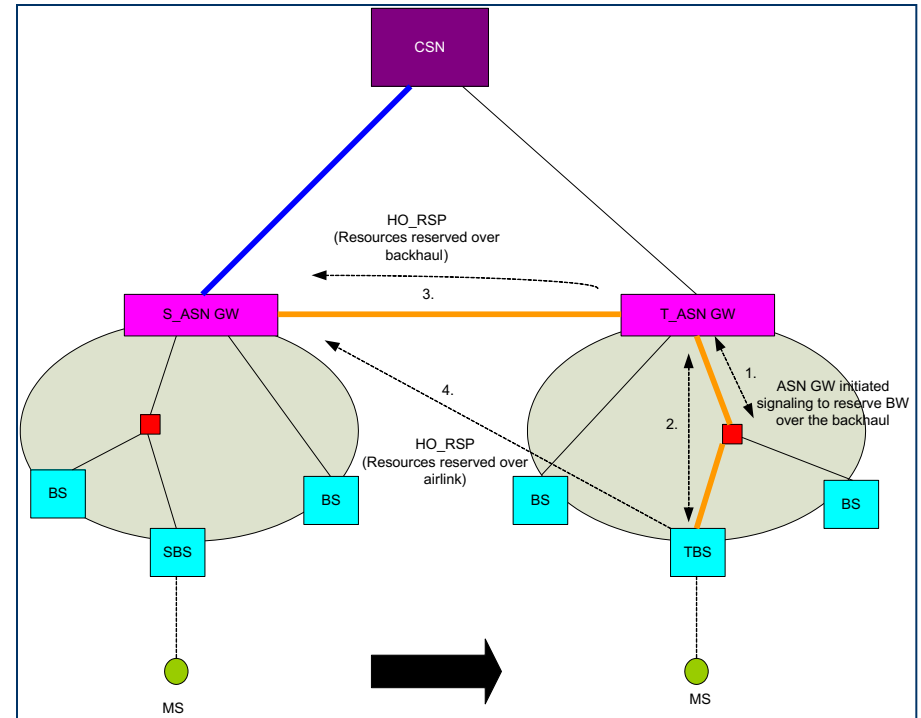 CSN
HO_RSP
(Resources reserved over
backhaul)
3.
S_ASN GW
T_ASN GW
1.
ASN GW initiated
signaling to reserve BW
over the backhaul
4.
2.
HO_RSP
(Resources reserved over
airlink)
BS
BS
BS
BS
SBS
TBS
MS
MS